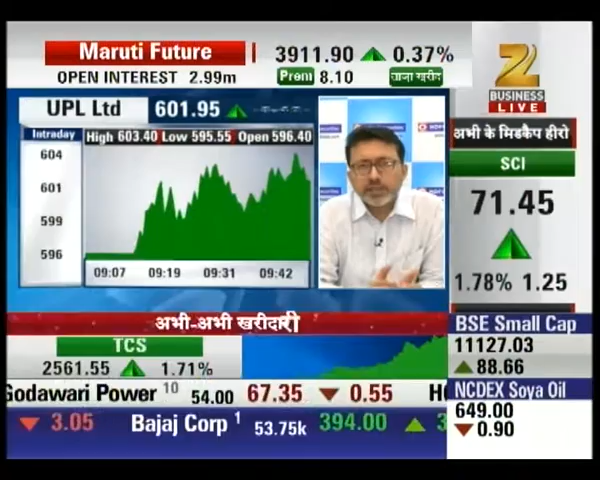 Maruti Future
3911.90 0.37%
OPEN INTEREST 2.99m
Prem 8.10
ताज़ा खरीद
Z
BUSINESS
LIVE
UPL Ltd 601.95
Intraday
High 603.40 Low 595.55 Open 596.40
604
601
599
596
09:07 09:19 09:31 09:42
अभी के मिडकैप हीरो
SCI
71.45
1.78% 1.25
अभी-अभी खरीदारी
TCS
2561.55 1.71%
BSE Small Cap
11127.03
88.66
Godawari Power 10 54.00 67.35 0.55 H
NCDEX Soya Oil
649.00
0.90
3.05 Bajaj Corp 1 53.75k 394.00 3